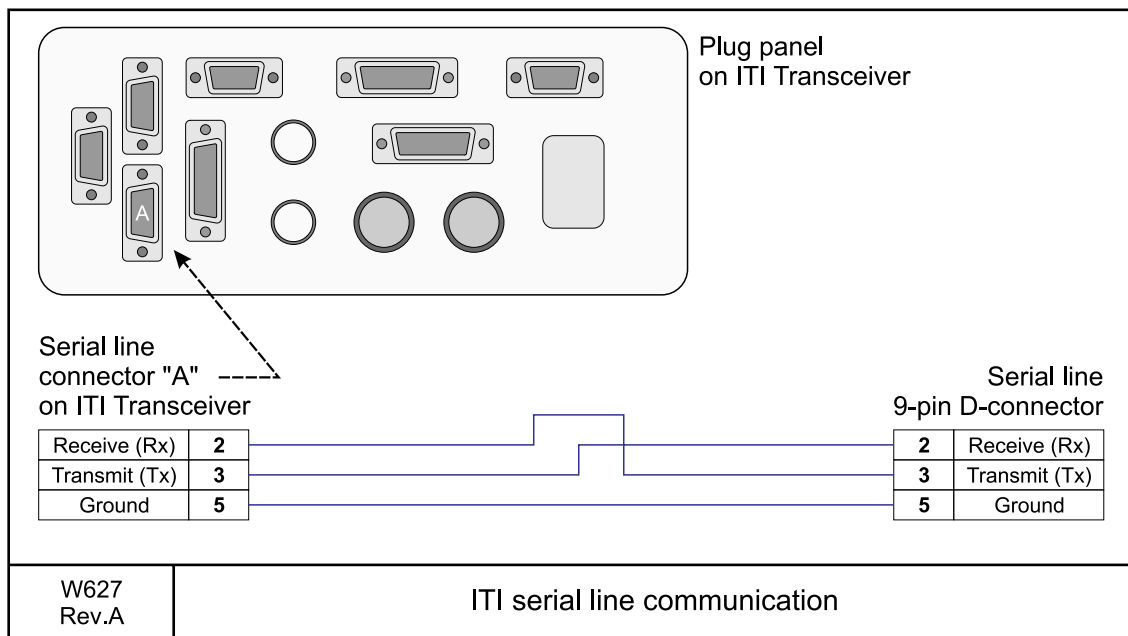 Plug panel
on ITI Transceiver
A
Serial line
connector "A"
on ITI Transceiver
Serial line
9-pin D-connector
Receive (Rx) 2 2 Receive (Rx)
Transmit (Tx) 3 3 Transmit (Tx)
Ground 5 5 Ground
W627
Rev.A
ITI serial line communication